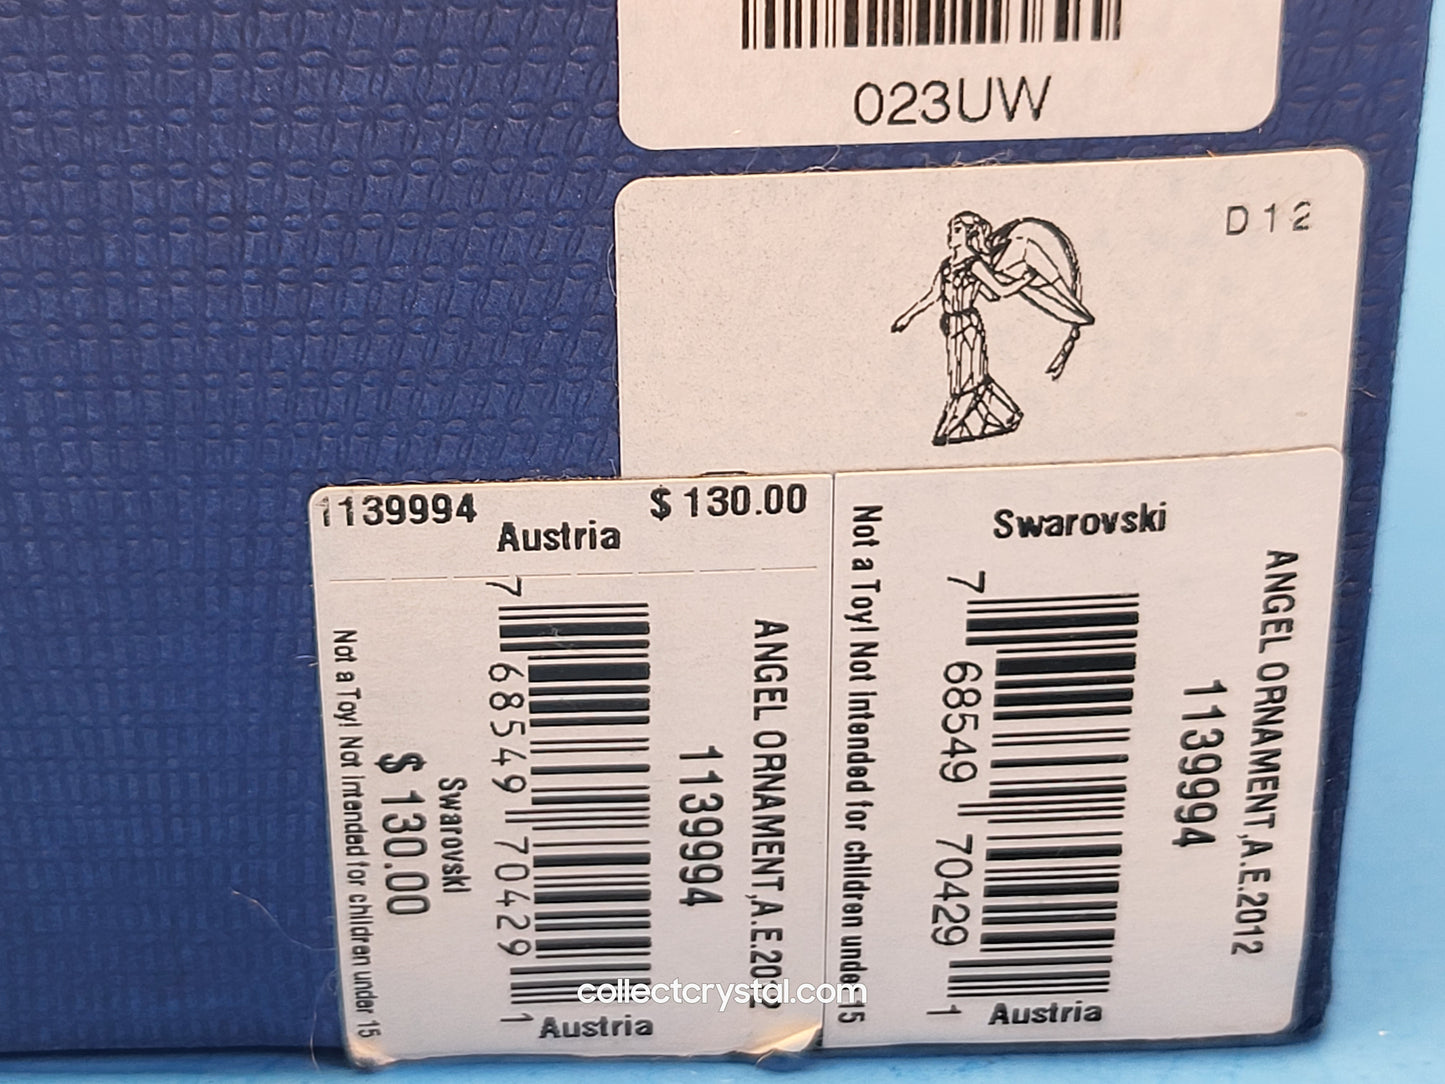 023UW
D12
1139994
$ 130.00
Austria
ANGEL ORNAMENT,A.E.2012
1139994
7 68549 70429 1
Austria
Swarovski
$ 130.00
Not a Toy! Not intended for children under 15
Swarovski
ANGEL ORNAMENT,A.E.2012
1139994
7 68549 70429 1
Austria
Not a Toy! Not intended for children under 15
collectcrystal.com